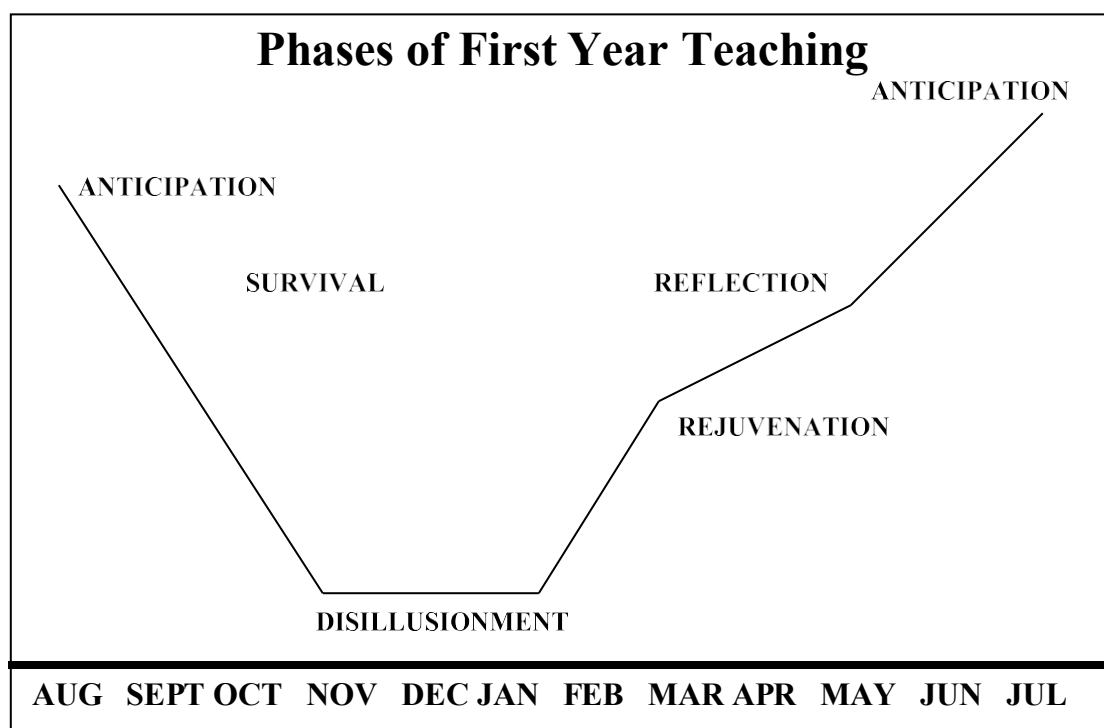 Phases of First Year Teaching
ANTICIPATION
ANTICIPATION
SURVIVAL
REFLECTION
REJUVENATION
DISILLUSIONMENT
AUG SEPT OCT NOV DEC JAN FEB MAR APR MAY JUN JUL